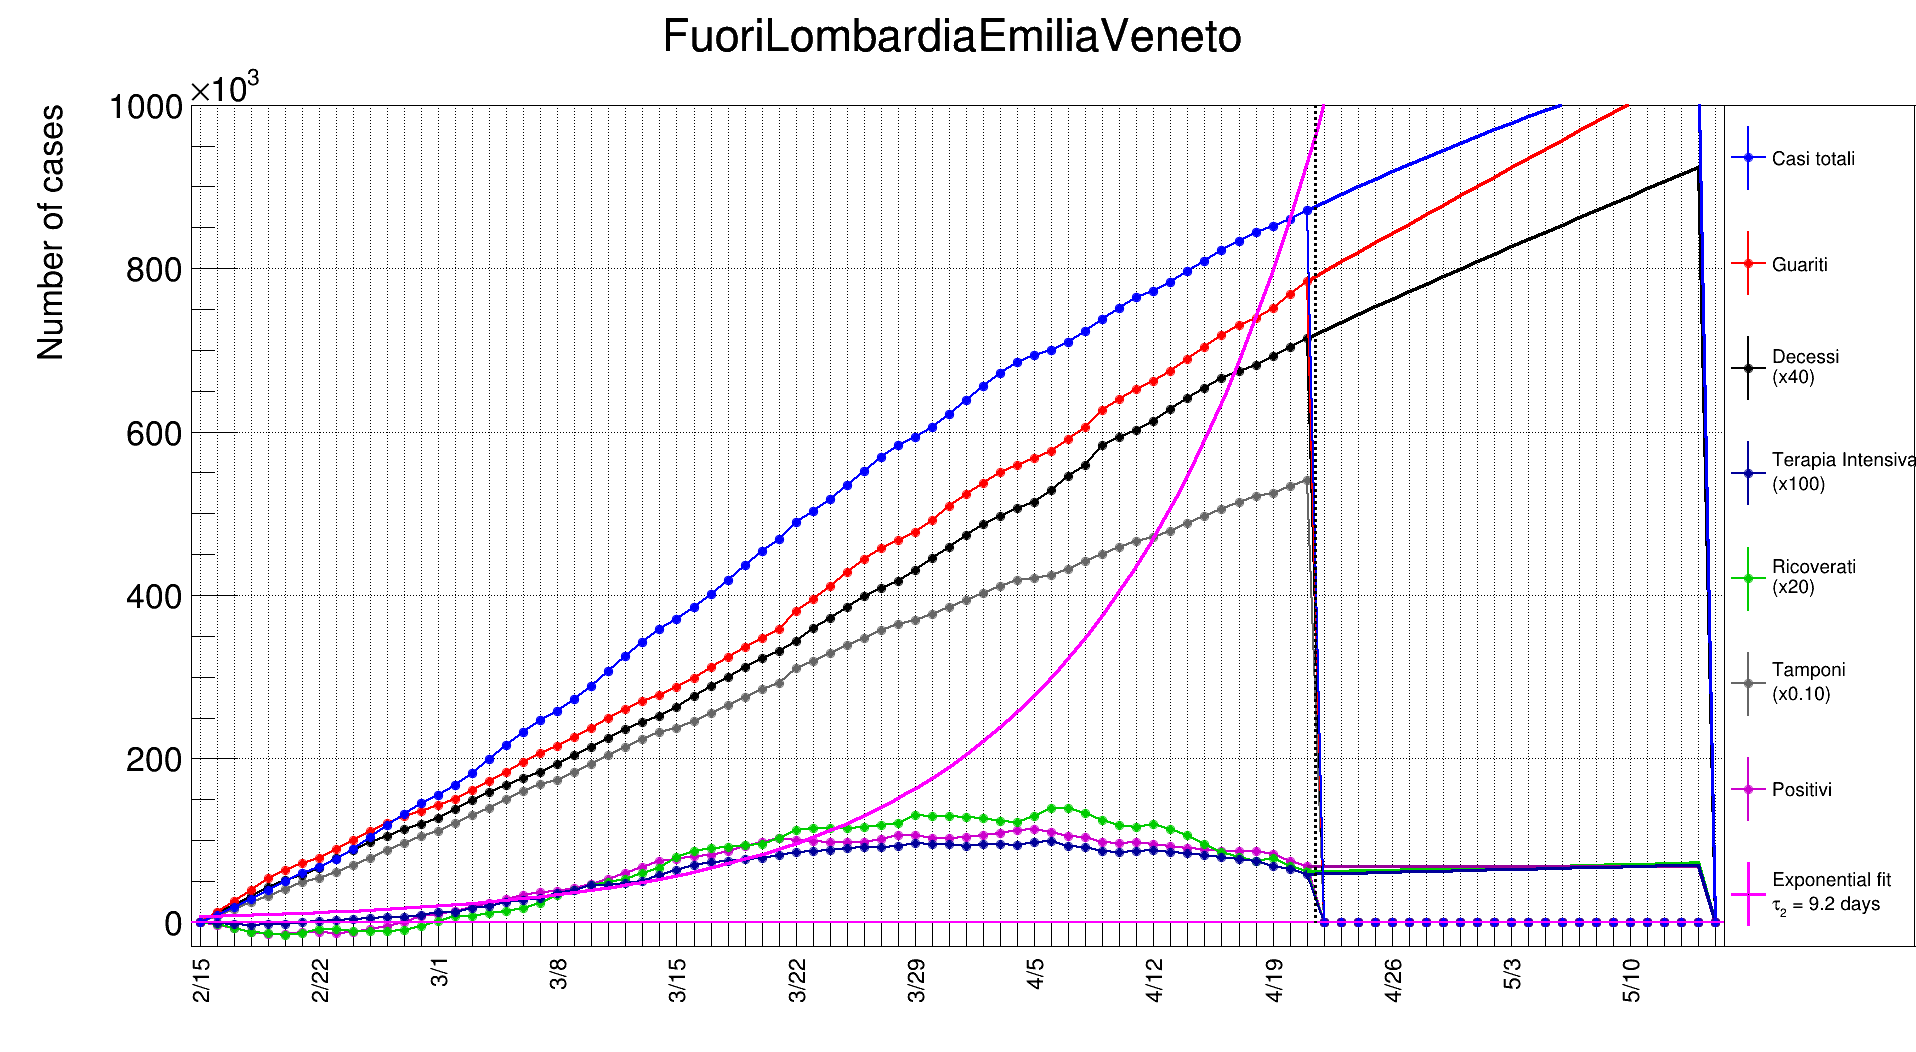 FuoriLombardiaEmiliaVeneto
×10³
Number of cases
1000
800
600
400
200
0
2/15 2/22 3/1 3/8 3/15 3/22 3/29 4/5 4/12 4/19 4/26 5/3 5/10
Casi totali
Guariti
Decessi
(x40)
Terapia Intensiva
(x100)
Ricoverati
(x20)
Tamponi
(x0.10)
Positivi
Exponential fit
τ₂ = 9.2 days